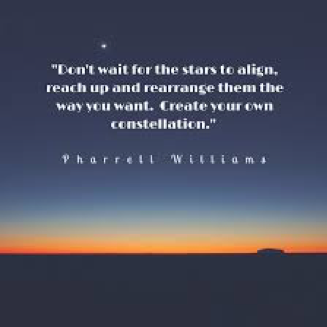 "Don't wait for the stars to align,
reach up and rearrange them the
way you want. Create your own
constellation."
Pharrell Williams